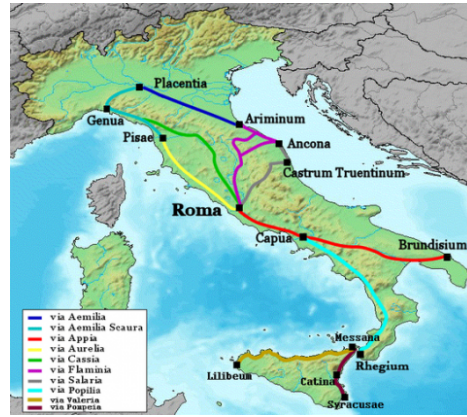 Placentia
Genua
Ariminum
Pisae
Ancona
Castrum Truentinum
Roma
Capua
Brundisium
via Aemilia
via Aemilia Scaura
via Appia
via Aurelia
via Cassia
via Flaminia
via Salaria
via Popilia
via Valeria
via Pompeia
Messana
Rhegium
Lilibeum
Catina
Syracusae